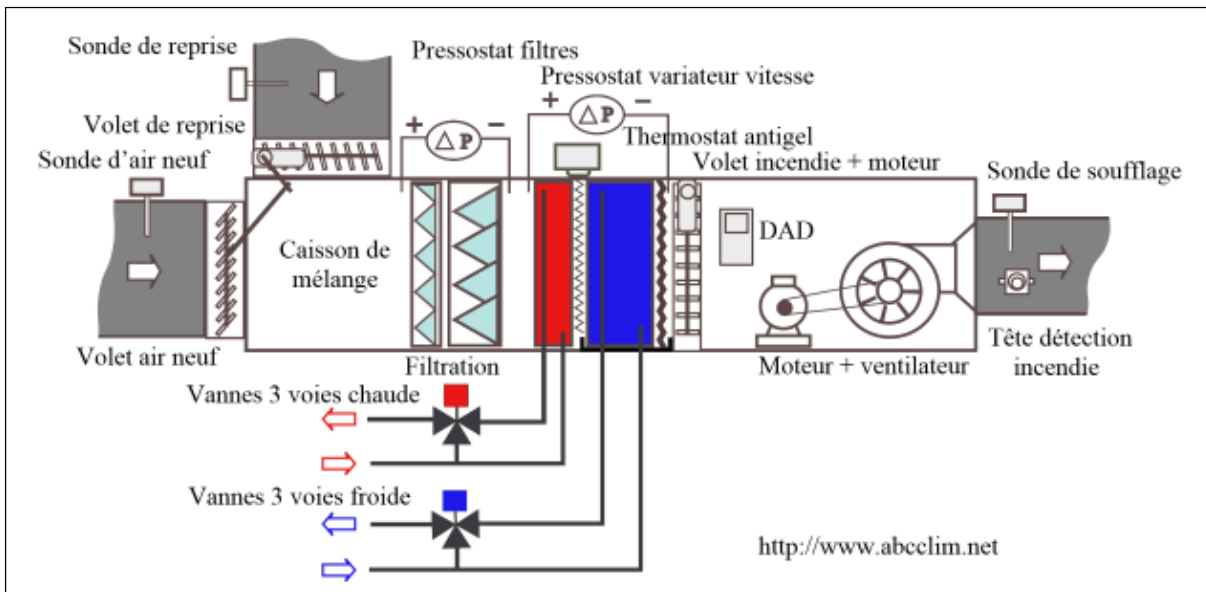 Sonde de reprise
Pressostat filtres
Pressostat variateur vitesse
+
−
+
−
Δ P
Δ P
Volet de reprise
Thermostat antigel
Sonde d'air neuf
Volet incendie + moteur
Sonde de soufflage
Caisson de
mélange
DAD
Volet air neuf
Filtration
Moteur + ventilateur
Tête détection
incendie
Vannes 3 voies chaude
Vannes 3 voies froide
http://www.abcclim.net